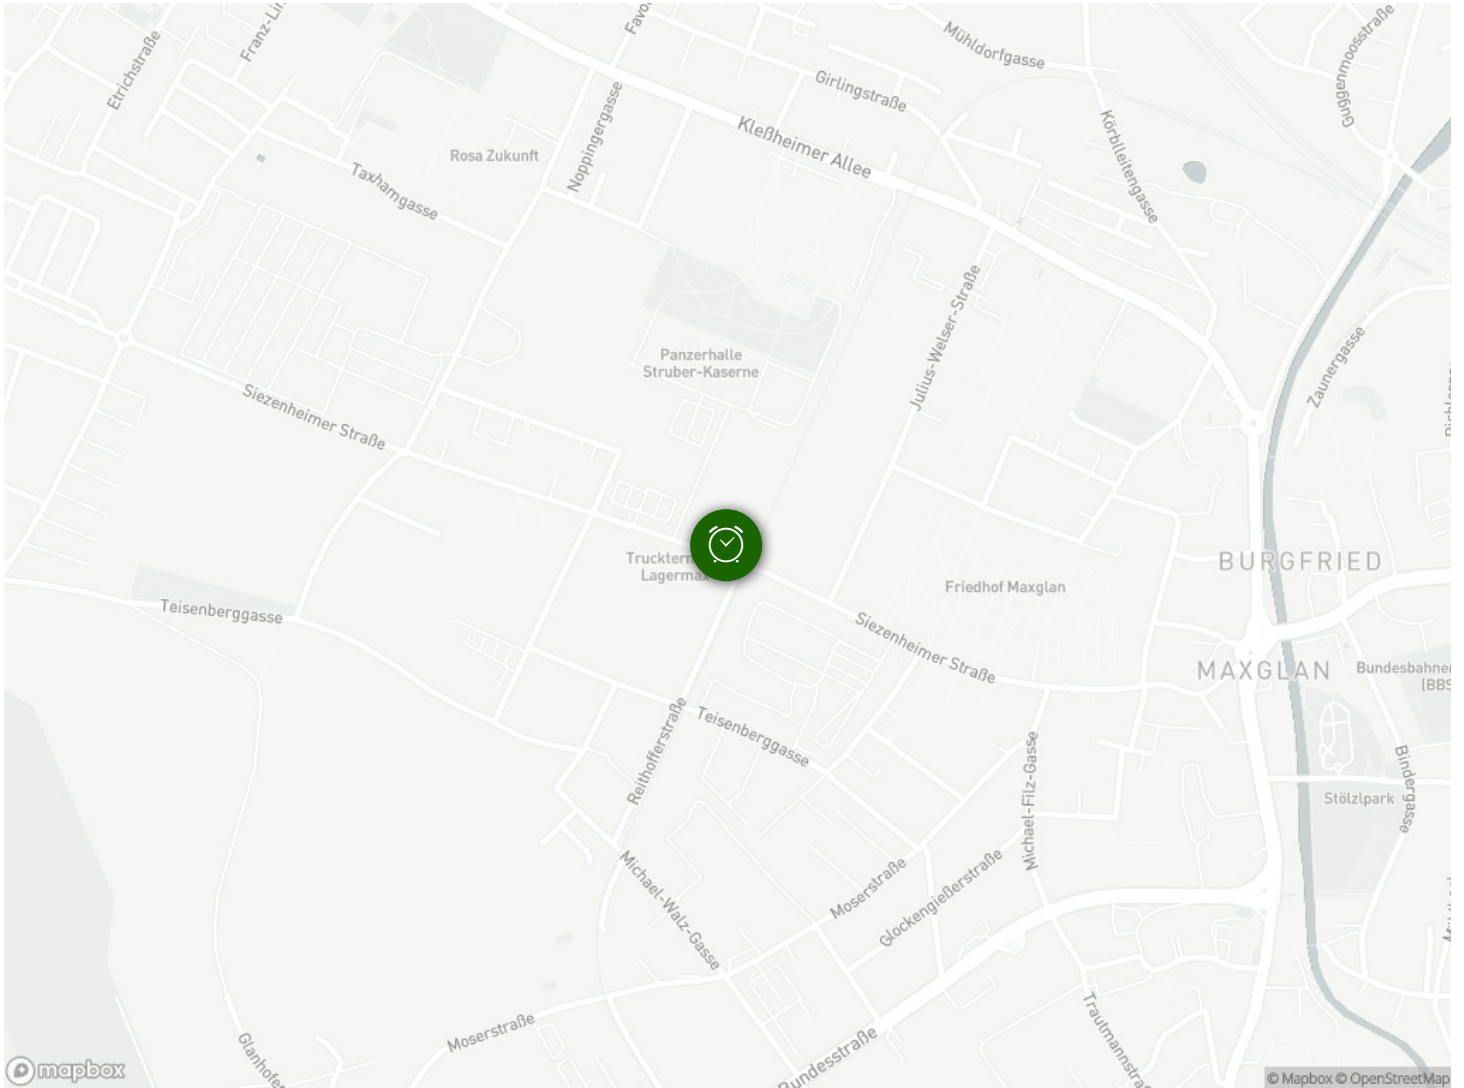 Etrichstraße
Mühldorfgasse
Guggenmoosstraße
Girlingstraße
Kleßheimer Allee
Körblleitengasse
Noppingergasse
Rosa Zukunft
Taxhamgasse
Julius-Welser-Straße
Zaunergasse
Panzerhalle
Struber-Kaserne
Siezenheimer Straße
Lagermax
BURGFRIED
Friedhof Maxglan
Teisenberggasse
Siezenheimer Straße
MAXGLAN
Reithofferstraße
Teisenberggasse
Michael-Filz-Gasse
Bindergasse
Stölzlpark
Michael-Walz-Gasse
Moserstraße
Glockengießerstraße
Moserstraße
mapbox
© Mapbox © OpenStreetMap